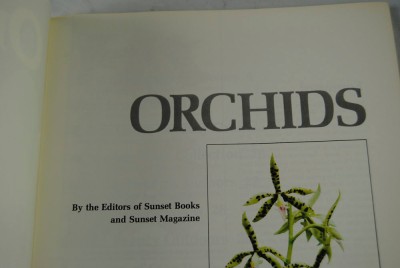 ORCHIDS
By the Editors of Sunset Books
and Sunset Magazine